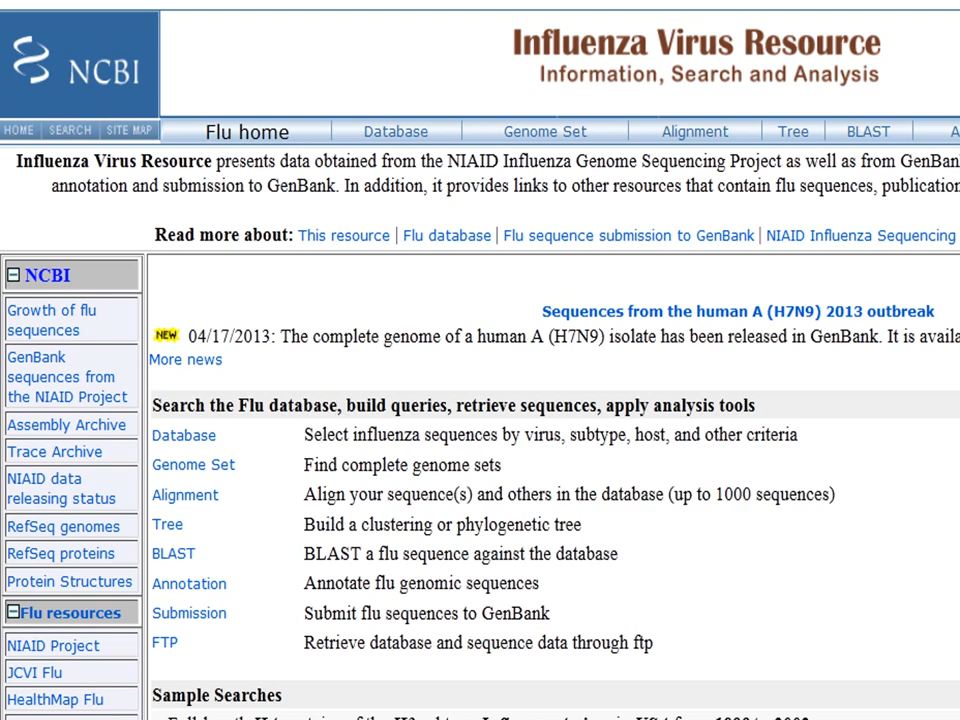 NCBI
Influenza Virus Resource
Information, Search and Analysis
HOME SEARCH SITE MAP
Flu home Database Genome Set Alignment Tree BLAST A
Influenza Virus Resource presents data obtained from the NIAID Influenza Genome Sequencing Project as well as from GenBan
annotation and submission to GenBank. In addition, it provides links to other resources that contain flu sequences, publication
Read more about: This resource | Flu database | Flu sequence submission to GenBank | NIAID Influenza Sequencing
NCBI
Growth of flu
sequences
GenBank
sequences from
the NIAID Project
Assembly Archive
Trace Archive
NIAID data
releasing status
RefSeq genomes
RefSeq proteins
Protein Structures
Flu resources
NIAID Project
JCVI Flu
HealthMap Flu
Sequences from the human A (H7N9) 2013 outbreak
NEW 04/17/2013: The complete genome of a human A (H7N9) isolate has been released in GenBank. It is availa
More news
Search the Flu database, build queries, retrieve sequences, apply analysis tools
Database Select influenza sequences by virus, subtype, host, and other criteria
Genome Set Find complete genome sets
Alignment Align your sequence(s) and others in the database (up to 1000 sequences)
Tree Build a clustering or phylogenetic tree
BLAST BLAST a flu sequence against the database
Annotation Annotate flu genomic sequences
Submission Submit flu sequences to GenBank
FTP Retrieve database and sequence data through ftp
Sample Searches